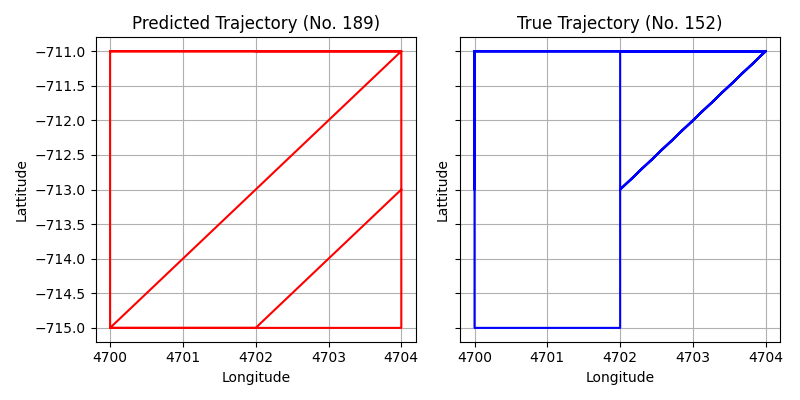 Predicted Trajectory (No. 189)
True Trajectory (No. 152)
−711.0
−711.5
−712.0
−712.5
−713.0
−713.5
−714.0
−714.5
−715.0
Lattitude
Lattitude
4700 4701 4702 4703 4704
4700 4701 4702 4703 4704
Longitude
Longitude